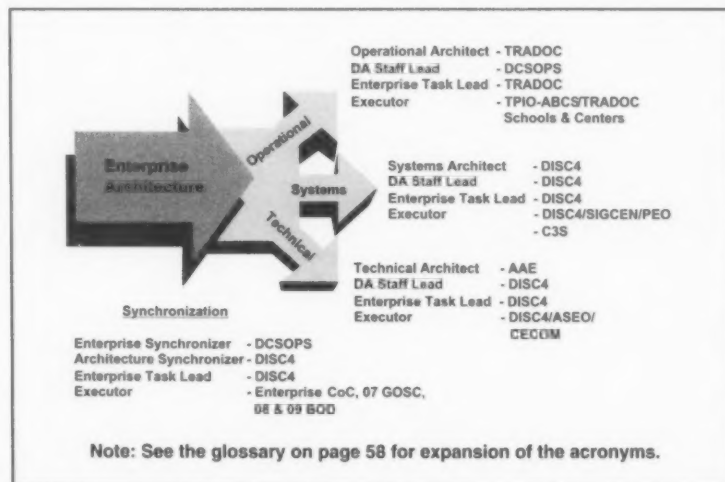 Operational Architect - TRADOC
DA Staff Lead - DCSOPS
Enterprise Task Lead - TRADOC
Executor - TPIO-ABCS/TRADOC
Schools & Centers
Enterprise
Architecture
Operational
Systems
Technical
Systems Architect - DISC4
DA Staff Lead - DISC4
Enterprise Task Lead - DISC4
Executor - DISC4/SIGCEN/PEO
- C3S
Technical Architect - AAE
DA Staff Lead - DISC4
Enterprise Task Lead - DISC4
Executor - DISC4/ASEO/
CECOM
Synchronization
Enterprise Synchronizer - DCSOPS
Architecture Synchronizer - DISC4
Enterprise Task Lead - DISC4
Executor - Enterprise CoC, 07 GOSC,
08 & 09 BOD
Note: See the glossary on page 58 for expansion of the acronyms.